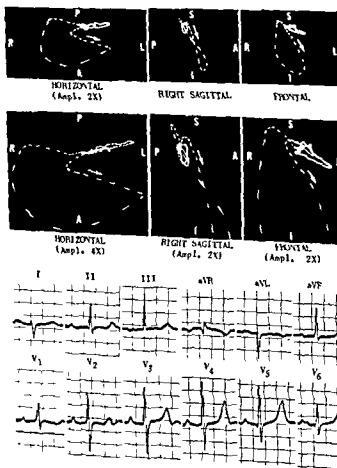 P S S
R L P A R L
A I I
HORIZONTAL RIGHT SAGITTAL FRONTAL
(Ampl. 2X)
P S S
R L P A R L
A I I
HORIZONTAL RIGHT SAGITTAL FRONTAL
(Ampl. 4X) (Ampl. 2X) (Ampl. 2X)
I II III aVR aVL aVF
V1 V2 V3 V4 V5 V6